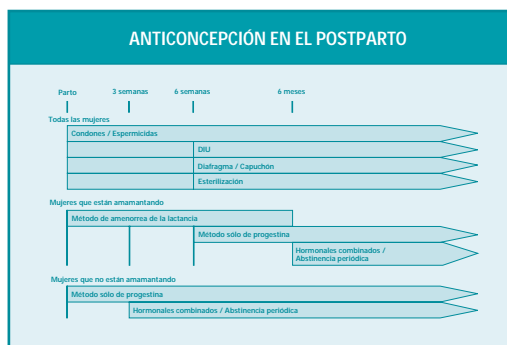 ANTICONCEPCIÓN EN EL POSTPARTO
Parto 3 semanas 6 semanas 6 meses
Todas las mujeres
Condones / Espermicidas
DIU
Diafragma / Capuchón
Esterilización
Mujeres que están amamantando
Método de amenorrea de la lactancia
Método sólo de progestina
Hormonales combinados /
Abstinencia periódica
Mujeres que no están amamantando
Método sólo de progestina
Hormonales combinados / Abstinencia periódica